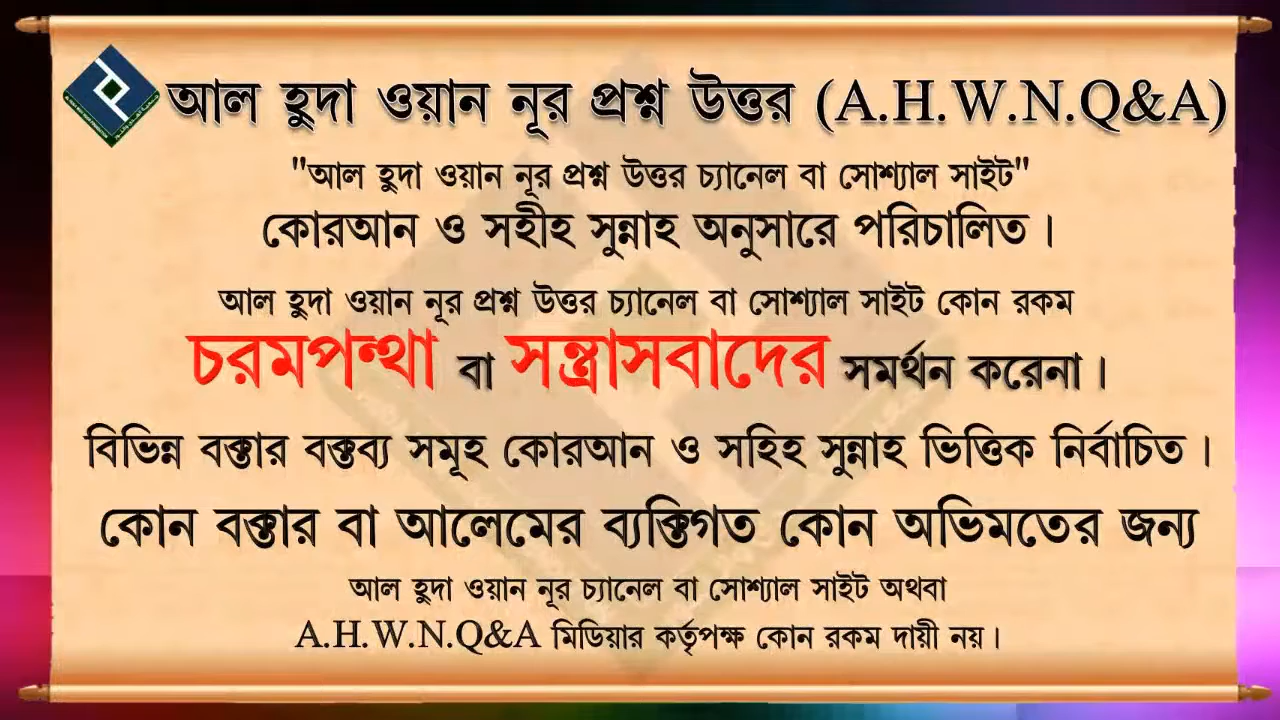 আল হুদা ওয়ান নূর প্রশ্ন উত্তর (A.H.W.N.Q&A)
"আল হুদা ওয়ান নূর প্রশ্ন উত্তর চ্যানেল বা সোশ্যাল সাইট"
কোরআন ও সহীহ সুন্নাহ অনুসারে পরিচালিত।
আল হুদা ওয়ান নূর প্রশ্ন উত্তর চ্যানেল বা সোশ্যাল সাইট কোন রকম
চরমপন্থা বা সন্ত্রাসবাদের সমর্থন করেনা।
বিভিন্ন বক্তার বক্তব্য সমূহ কোরআন ও সহিহ সুন্নাহ ভিত্তিক নির্বাচিত।
কোন বক্তার বা আলেমের ব্যক্তিগত কোন অভিমতের জন্য
আল হুদা ওয়ান নূর চ্যানেল বা সোশ্যাল সাইট অথবা
A.H.W.N.Q&A মিডিয়ার কর্তৃপক্ষ কোন রকম দায়ী নয়।